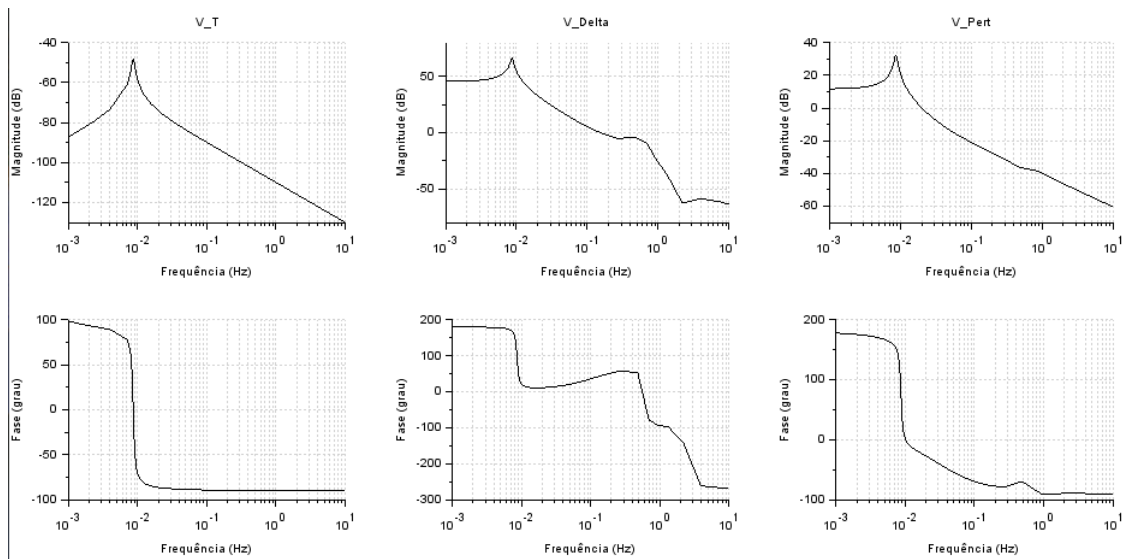 V_T
Magnitude (dB)
-40
-60
-80
-100
-120
10^-3 10^-2 10^-1 10^0 10^1
Frequência (Hz)
V_Delta
Magnitude (dB)
50
0
-50
10^-3 10^-2 10^-1 10^0 10^1
Frequência (Hz)
V_Pert
Magnitude (dB)
40
20
0
-20
-40
-60
10^-3 10^-2 10^-1 10^0 10^1
Frequência (Hz)
Fase (grau)
100
50
0
-50
-100
10^-3 10^-2 10^-1 10^0 10^1
Frequência (Hz)
Fase (grau)
200
100
0
-100
-200
-300
10^-3 10^-2 10^-1 10^0 10^1
Frequência (Hz)
Fase (grau)
200
100
0
-100
10^-3 10^-2 10^-1 10^0 10^1
Frequência (Hz)